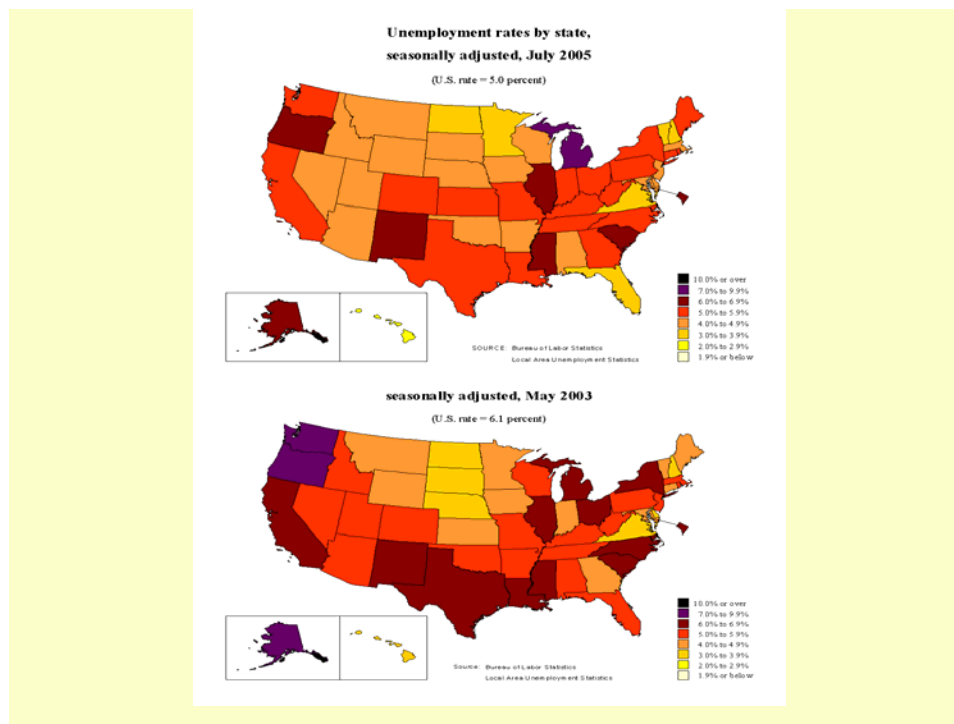 Unemployment rates by state,
seasonally adjusted, July 2005
(U.S. rate = 5.0 percent)
10.0% or over
7.0% to 9.9%
6.0% to 6.9%
5.0% to 5.9%
4.0% to 4.9%
3.0% to 3.9%
2.0% to 2.9%
1.9% or below
SOURCE: Bureau of Labor Statistics
Local Area Unemployment Statistics
seasonally adjusted, May 2003
(U.S. rate = 6.1 percent)
10.0% or over
7.0% to 9.9%
6.0% to 6.9%
5.0% to 5.9%
4.0% to 4.9%
3.0% to 3.9%
2.0% to 2.9%
1.9% or below
Source: Bureau of Labor Statistics
Local Area Unemployment Statistics